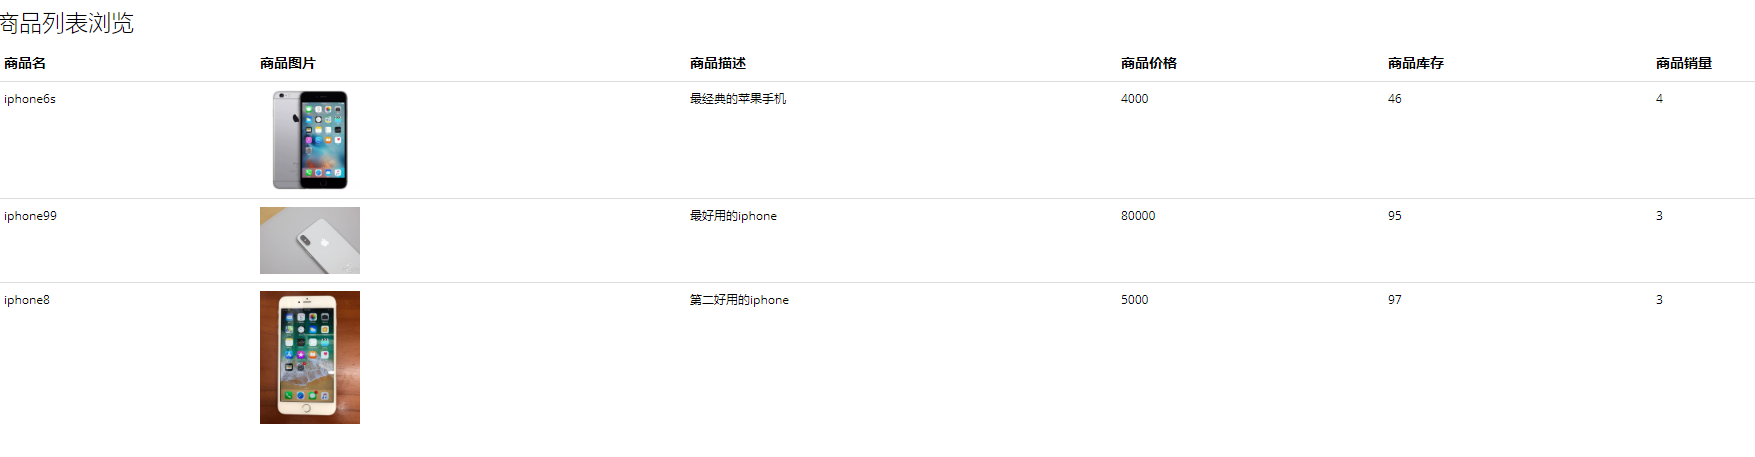 商品列表浏览
商品名 商品图片 商品描述 商品价格 商品库存 商品销量
iphone6s 最经典的苹果手机 4000 46 4
iphone99 最好用的iphone 80000 95 3
iphone8 第二好用的iphone 5000 97 3